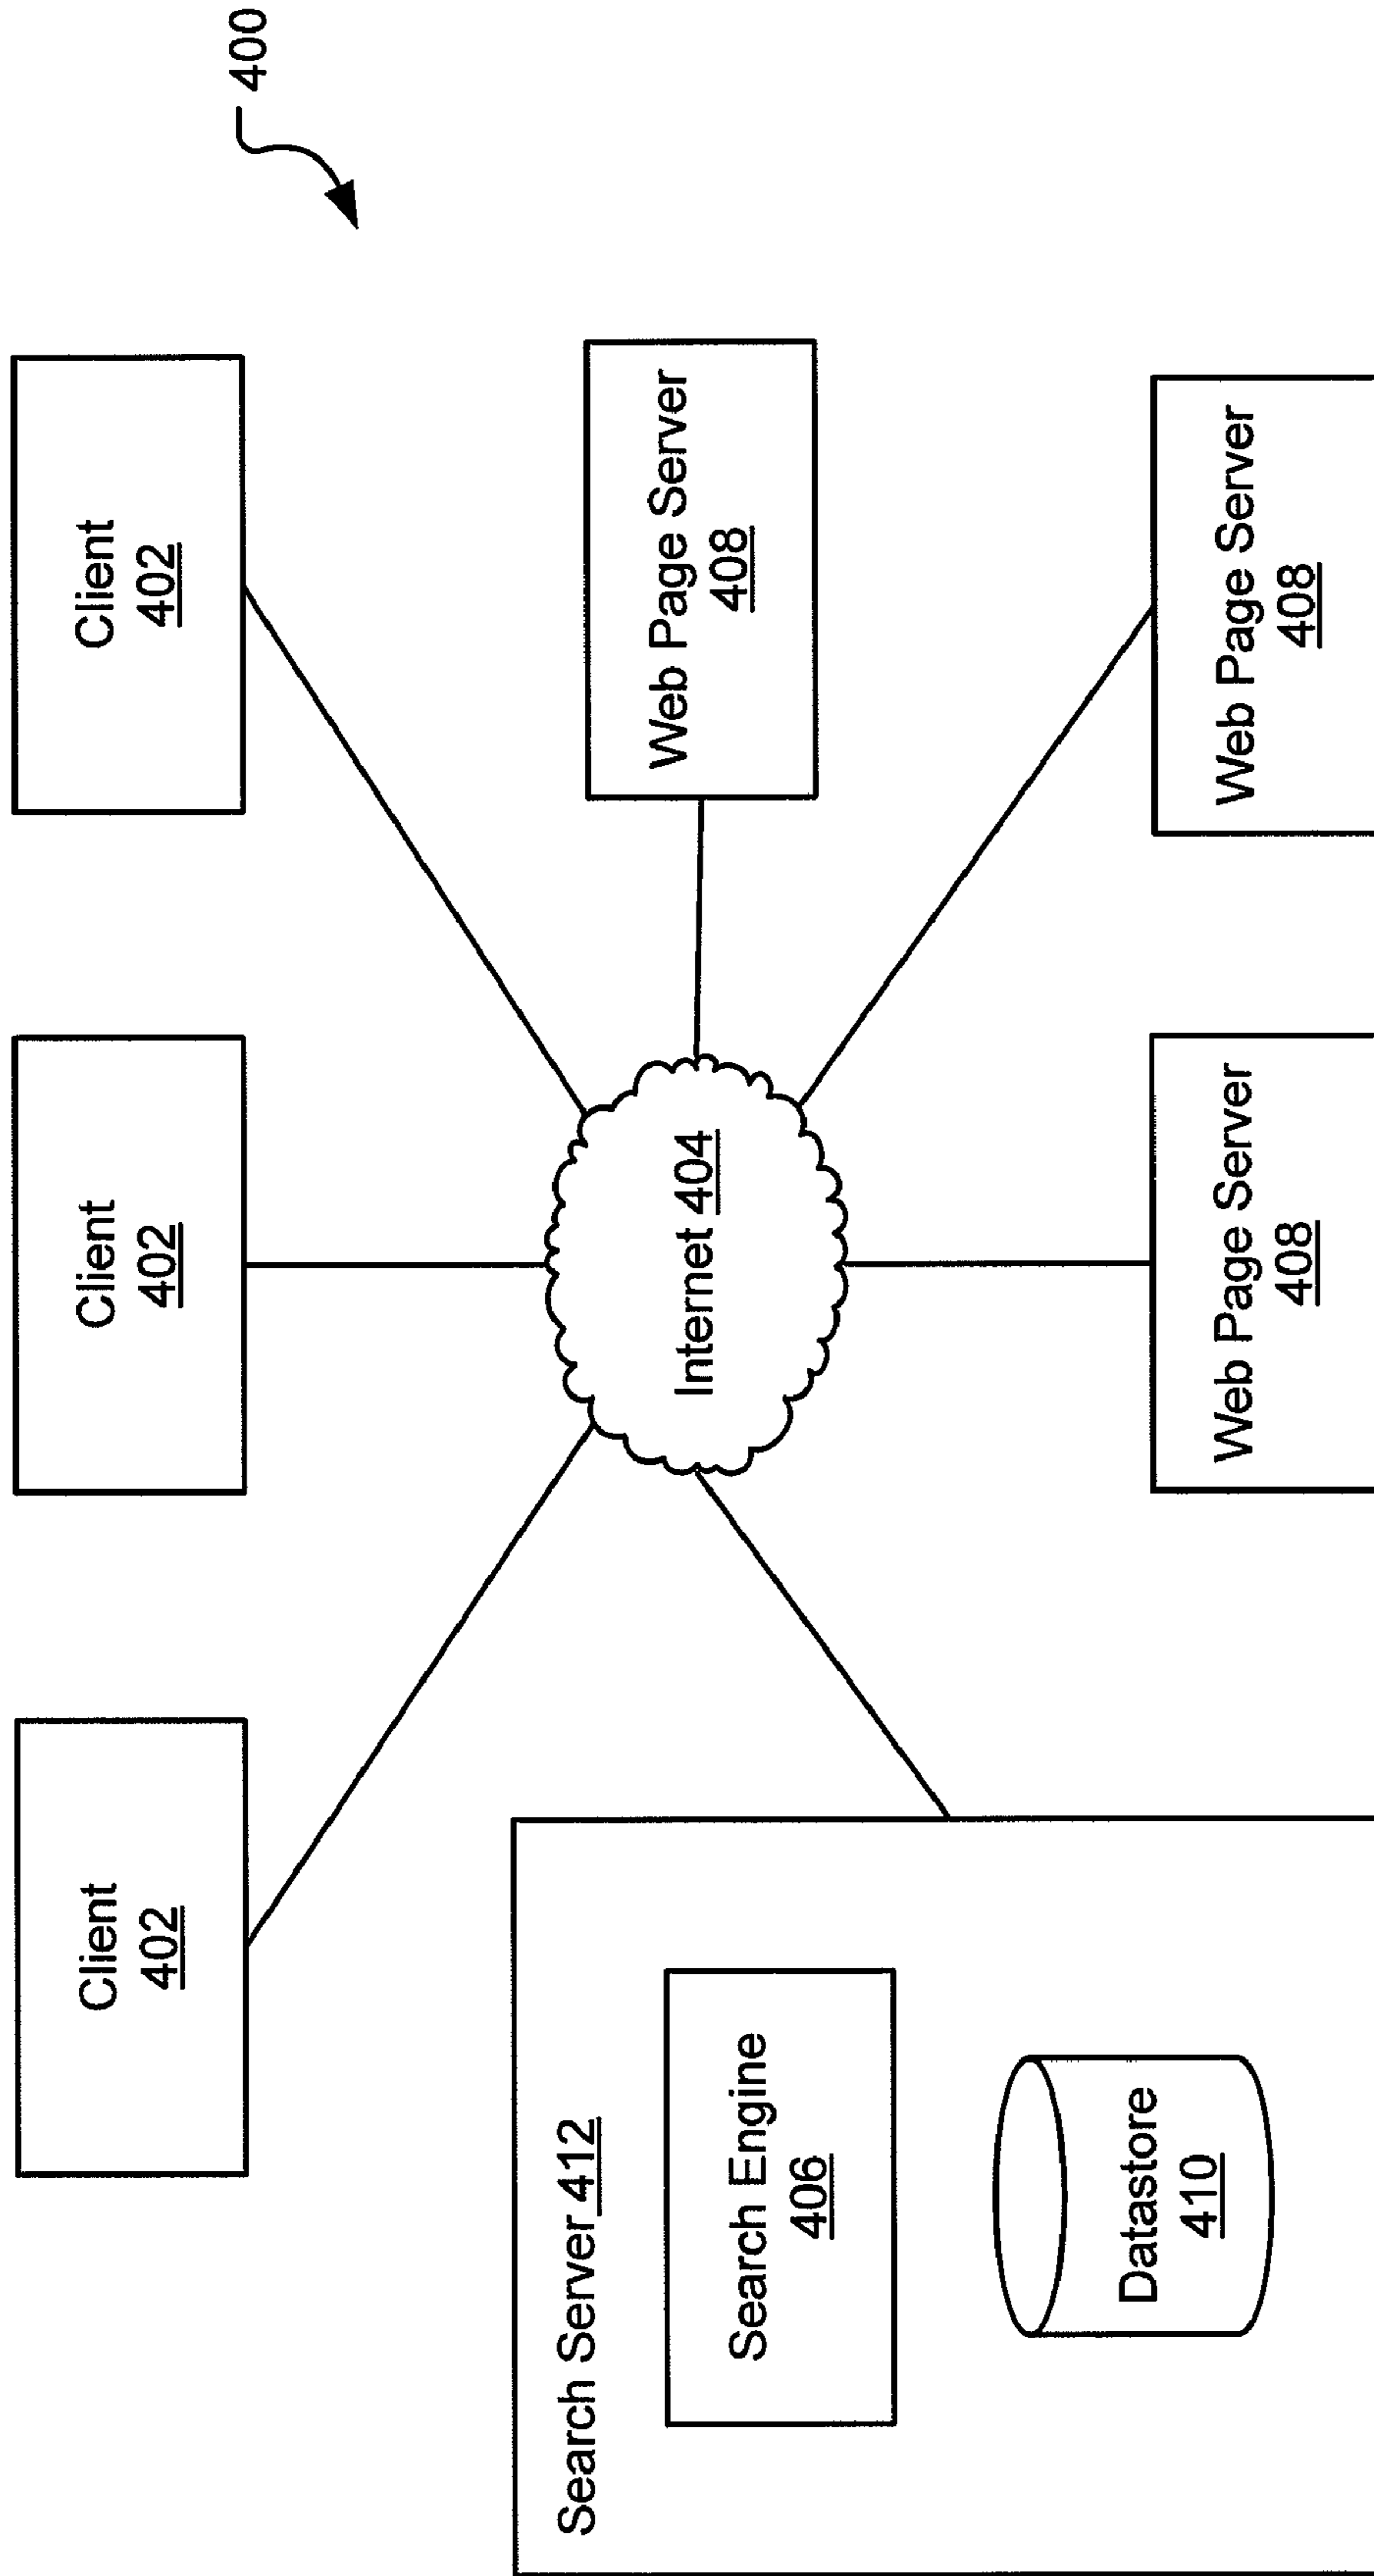 400
Client
402
Client
402
Client
402
Search Server 412
Search Engine
406
Datastore
410
Internet 404
Web Page Server
408
Web Page Server
408
Web Page Server
408